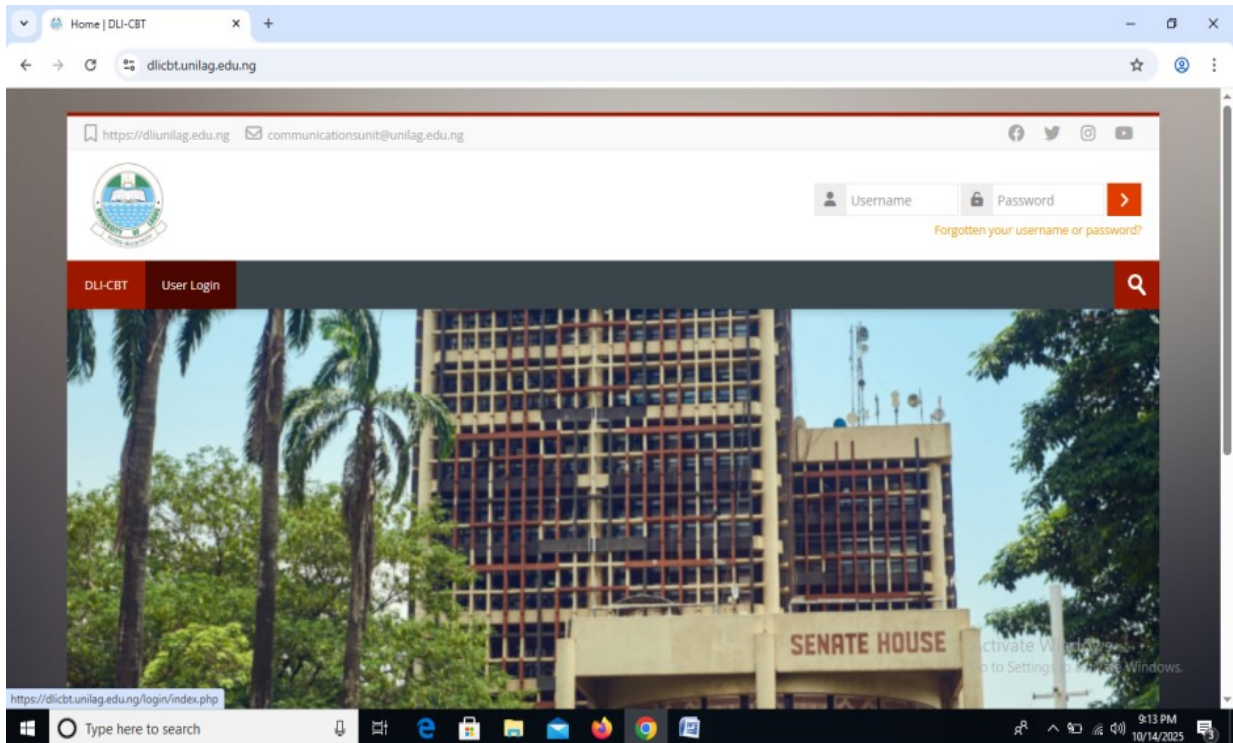 Home | DLI-CBT
dlicbt.unilag.edu.ng
https://dliunilag.edu.ng communicationsunit@unilag.edu.ng
Username Password
Forgotten your username or password?
DLI-CBT User Login
SENATE HOUSE
Activate Windows
Go to Settings to activate Windows.
https://dlicbt.unilag.edu.ng/login/index.php
Type here to search
9:13 PM
10/14/2025
3